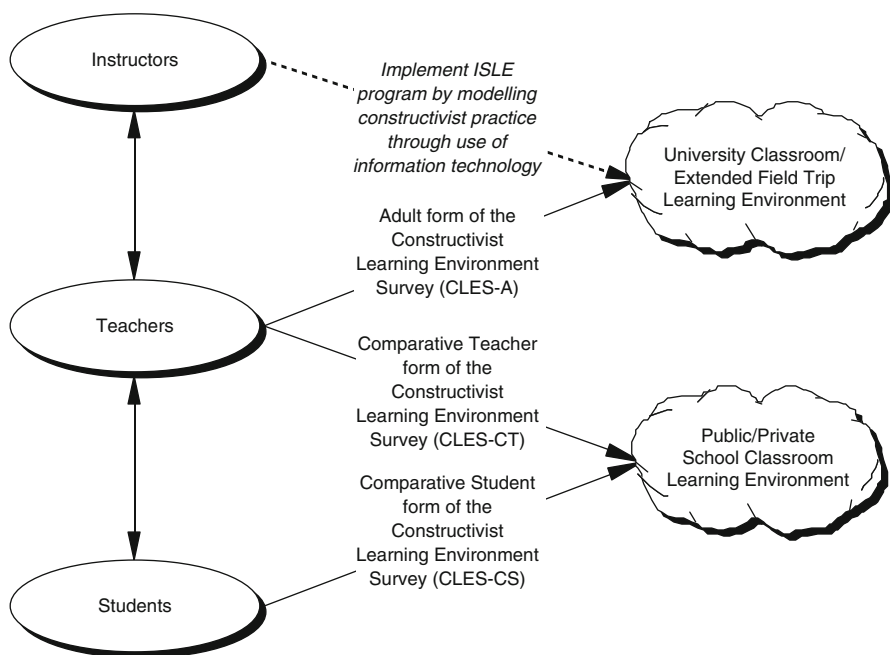 Instructors
Implement ISLE
program by modelling
constructivist practice
through use of
information technology
University Classroom/
Extended Field Trip
Learning Environment
Adult form of the
Constructivist
Learning Environment
Survey (CLES-A)
Teachers
Comparative Teacher
form of the
Constructivist
Learning Environment
Survey (CLES-CT)
Public/Private
School Classroom
Learning Environment
Comparative Student
form of the
Constructivist
Learning Environment
Survey (CLES-CS)
Students